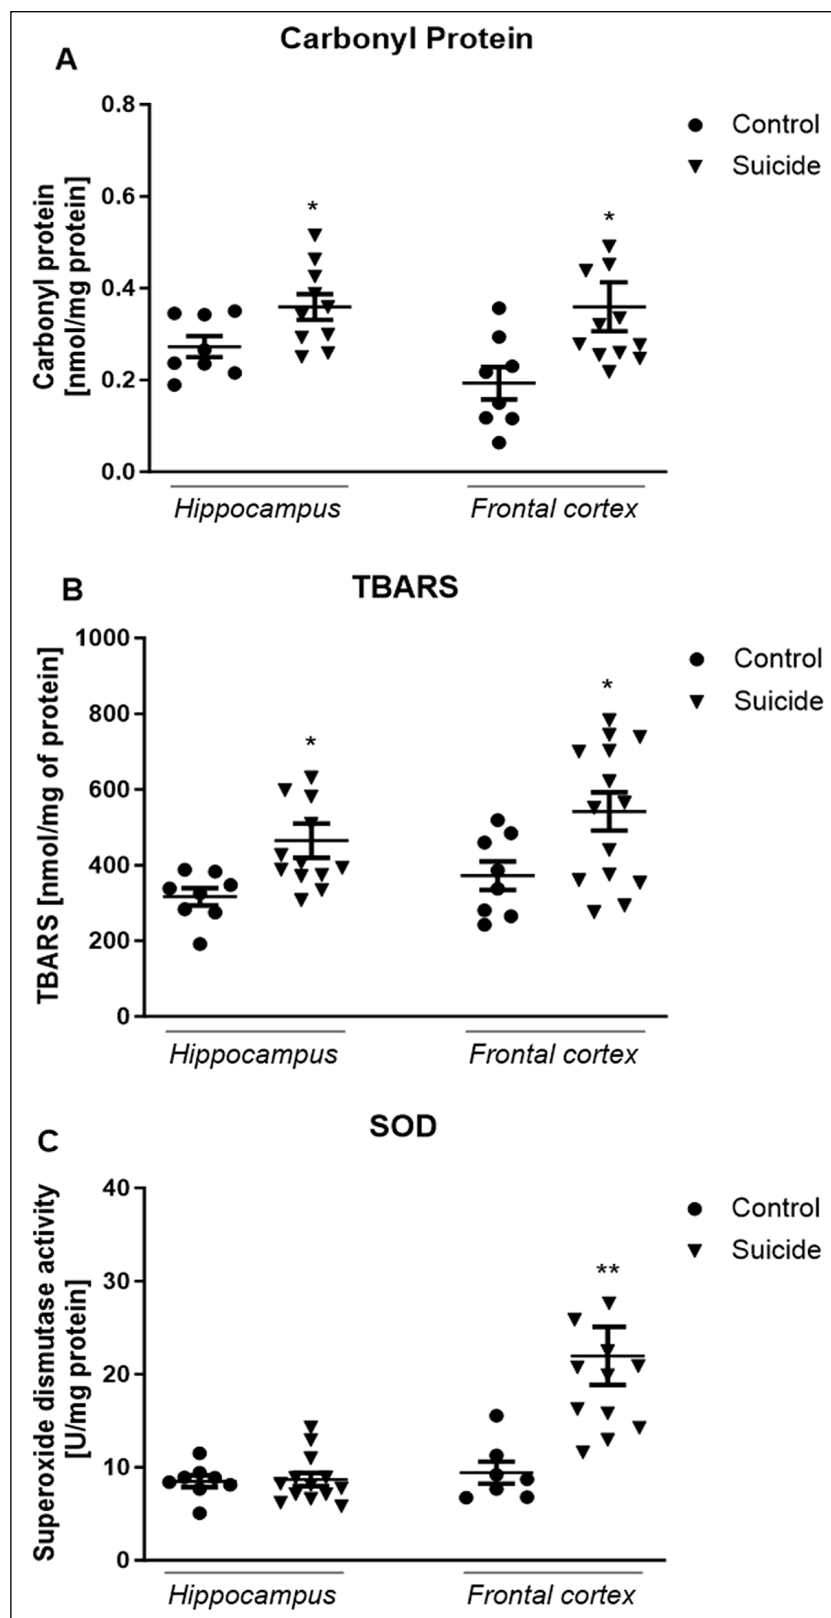 A
Carbonyl Protein
Carbonyl protein
[nmol/mg protein]
0.8
0.6
0.4
0.2
0.0
*
*
Control
Suicide
Hippocampus
Frontal cortex
B
TBARS
TBARS [nmol/mg of protein]
1000
800
600
400
200
0
*
*
Control
Suicide
Hippocampus
Frontal cortex
C
SOD
Superoxide dismutase activity
[U/mg protein]
40
30
20
10
0
**
Control
Suicide
Hippocampus
Frontal cortex